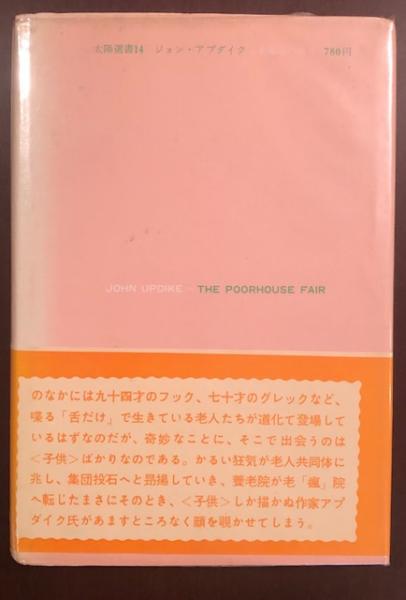 太陽選書14 ジョン・アプダイク 780円
JOHN UPDIKE — THE POORHOUSE FAIR
のなかには九十四才のフック、七十才のグレックなど、
喋る「舌だけ」で生きている老人たちが道化て登場して
いるはずなのだが、奇妙なことに、そこで出会うのは
〈子供〉ばかりなのである。かるい狂気が老人共同体に
兆し、集団投石へと昻揚していき、養老院が老「瘋」院
へ転じたまさにそのとき、〈子供〉しか描かぬ作家アプ
ダイク氏があますところなく顔を覗かせてしまう。